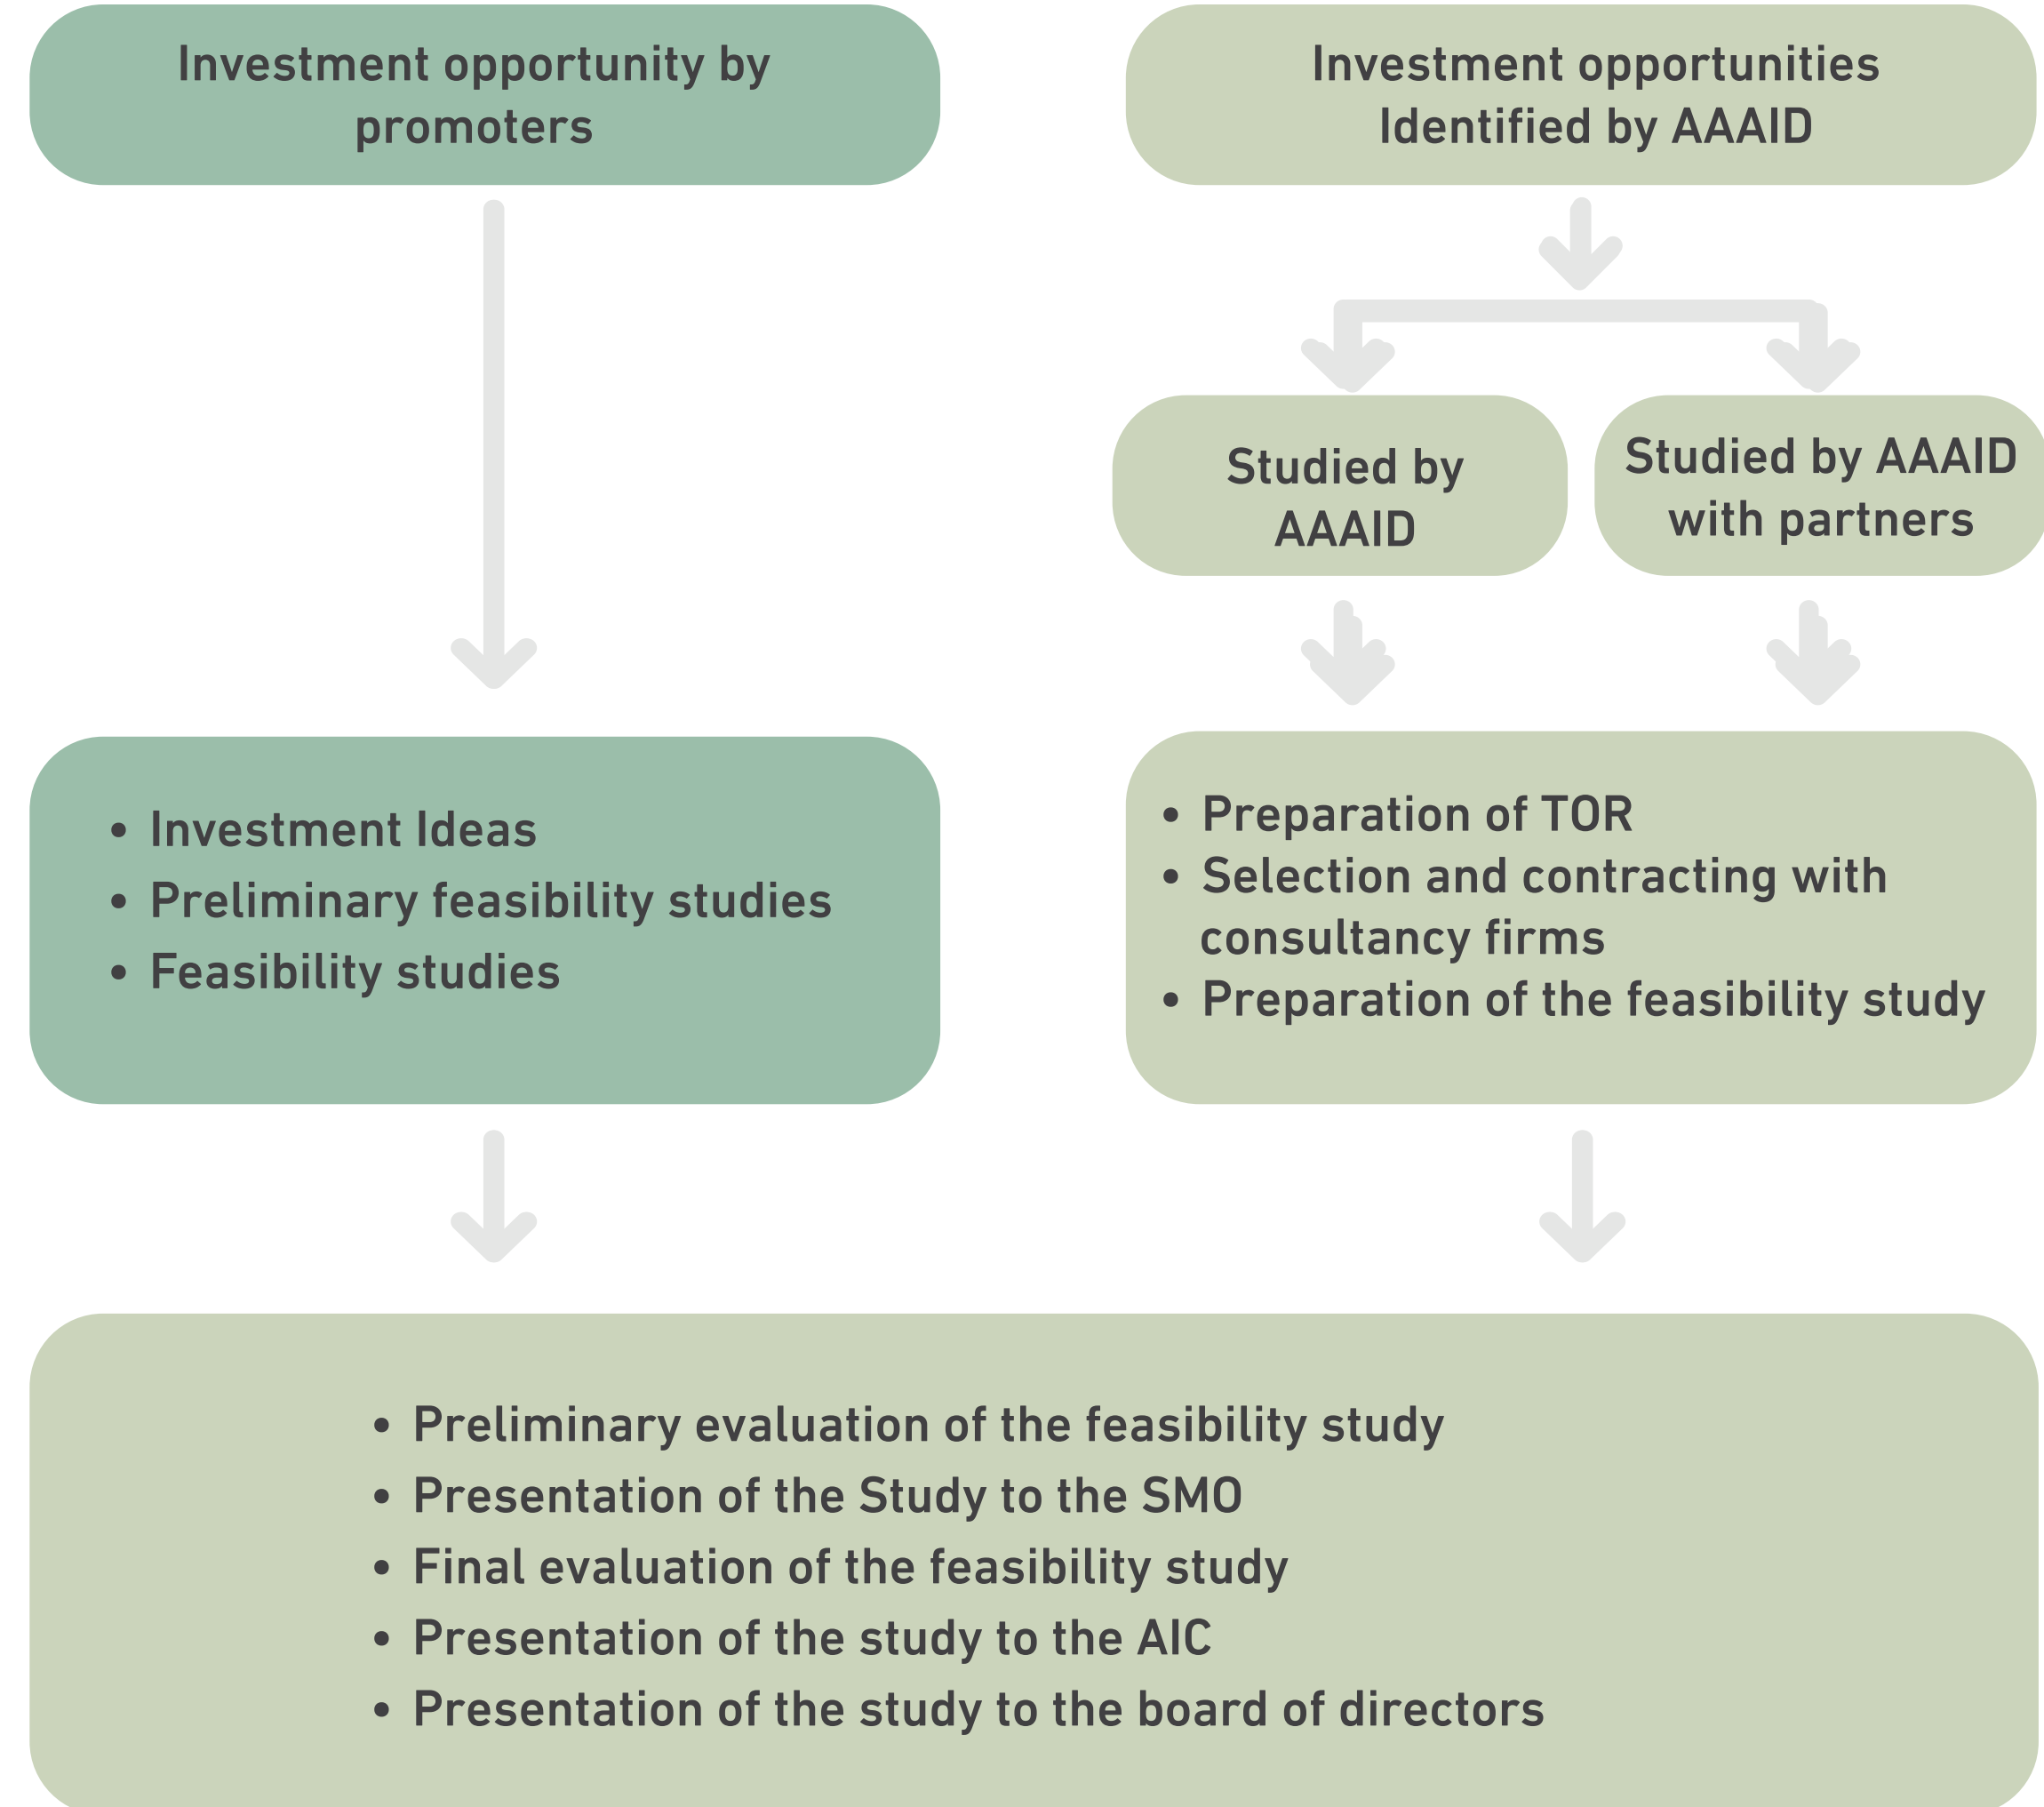 Investment opportunity by
promoters
Investment opportunities
Identified by AAAID
Studied by
AAAID
Studied by AAAID
with partners
• Investment Ideas
• Preliminary feasibility studies
• Feasibility studies
• Preparation of TOR
• Selection and contracting with
consultancy firms
• Preparation of the feasibility study
• Preliminary evaluation of the feasibility study
• Presentation of the Study to the SMO
• Final evaluation of the feasibility study
• Presentation of the study to the AIC
• Presentation of the study to the board of directors